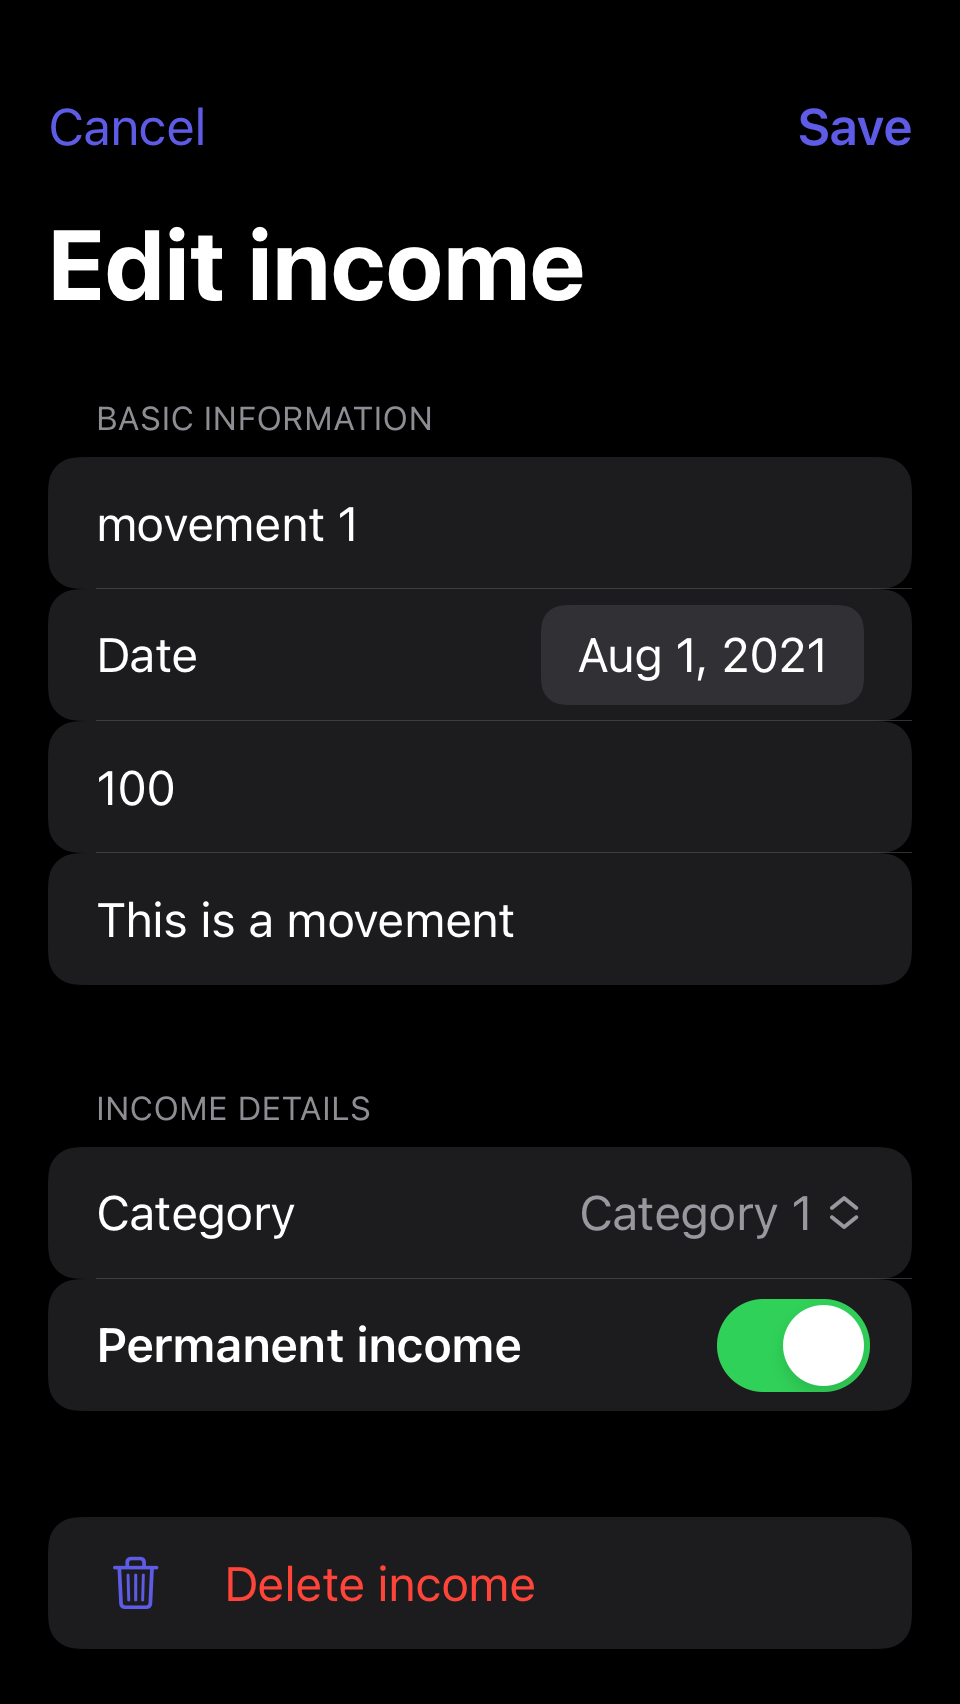 Cancel
Save
Edit income
BASIC INFORMATION
movement 1
Date
Aug 1, 2021
100
This is a movement
INCOME DETAILS
Category
Category 1
Permanent income
Delete income